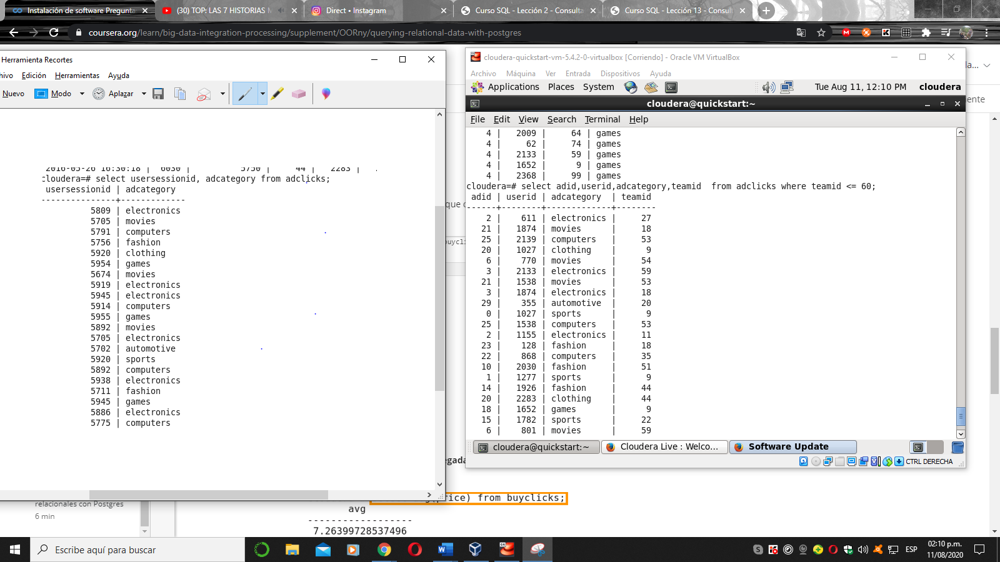 Instalación de software Pregunta
(30) TOP: LAS 7 HISTORIAS
Direct • Instagram
Curso SQL - Lección 2 - Consulta
Curso SQL - Lección 13 - Consul
coursera.org/learn/big-data-integration-processing/supplement/OORny/querying-relational-data-with-postgres
Herramienta Recortes
hivo Edición Herramientas Ayuda
Nuevo Modo Aplazar
2016-05-26 16:30:18 | 6030 | 5750 | 44 | 2283 |
cloudera=# select usersessionid, adcategory from adclicks;
usersessionid | adcategory
---------------+-------------
5809 | electronics
5705 | movies
5791 | computers
5756 | fashion
5920 | clothing
5954 | games
5674 | movies
5919 | electronics
5945 | electronics
5914 | computers
5955 | games
5892 | movies
5705 | electronics
5702 | automotive
5920 | sports
5892 | computers
5938 | electronics
5711 | fashion
5945 | games
5886 | electronics
5775 | computers
cloudera-quickstart-vm-5.4.2-0-virtualbox [Corriendo] - Oracle VM VirtualBox
Archivo Máquina Ver Entrada Dispositivos Ayuda
Applications Places System Tue Aug 11, 12:10 PM cloudera
cloudera@quickstart:~
File Edit View Search Terminal Help
4 | 2009 | 64 | games
4 | 62 | 74 | games
4 | 2133 | 59 | games
4 | 1652 | 9 | games
4 | 2368 | 99 | games
cloudera=# select adid,userid,adcategory,teamid  from adclicks where teamid <= 60;
adid | userid | adcategory | teamid
------+--------+-------------+--------
2 | 611 | electronics | 27
21 | 1874 | movies | 18
25 | 2139 | computers | 53
20 | 1027 | clothing | 9
6 | 770 | movies | 54
3 | 2133 | electronics | 59
21 | 1538 | movies | 53
3 | 1874 | electronics | 18
29 | 355 | automotive | 20
0 | 1027 | sports | 9
25 | 1538 | computers | 53
2 | 1155 | electronics | 11
23 | 128 | fashion | 18
22 | 868 | computers | 35
10 | 2030 | fashion | 51
1 | 1277 | sports | 9
14 | 1926 | fashion | 44
20 | 2283 | clothing | 44
18 | 1652 | games | 9
15 | 1782 | sports | 22
6 | 801 | movies | 59
cloudera@quickstart:~
Cloudera Live : Welco...
Software Update
CTRL DERECHA
a...
ente
que
buycli
egada
relacionales con Postgres
6 min
(price) from buyclicks;
avg
------------------
7.26399728537496
Escribe aquí para buscar
ESP
02:10 p.m.
11/08/2020